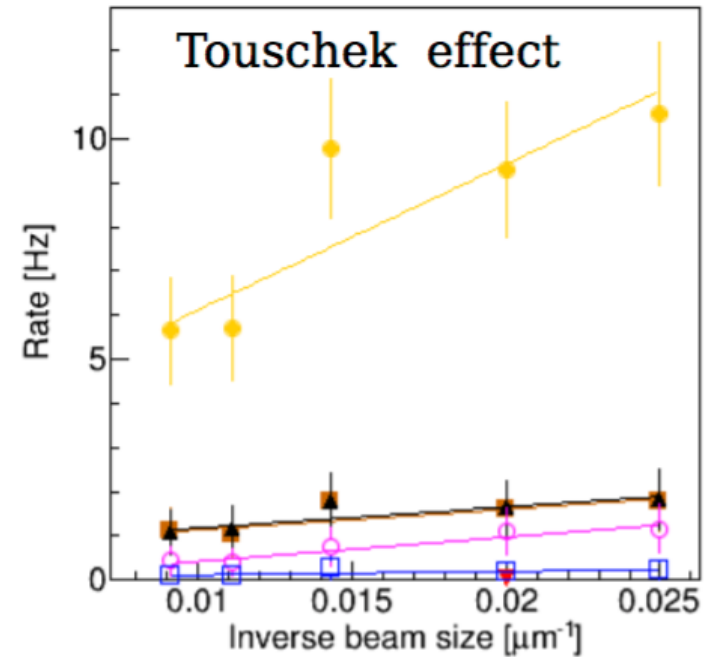 Touschek effect
Rate [Hz]
10
5
0
0.01 0.015 0.02 0.025
Inverse beam size [μm⁻¹]